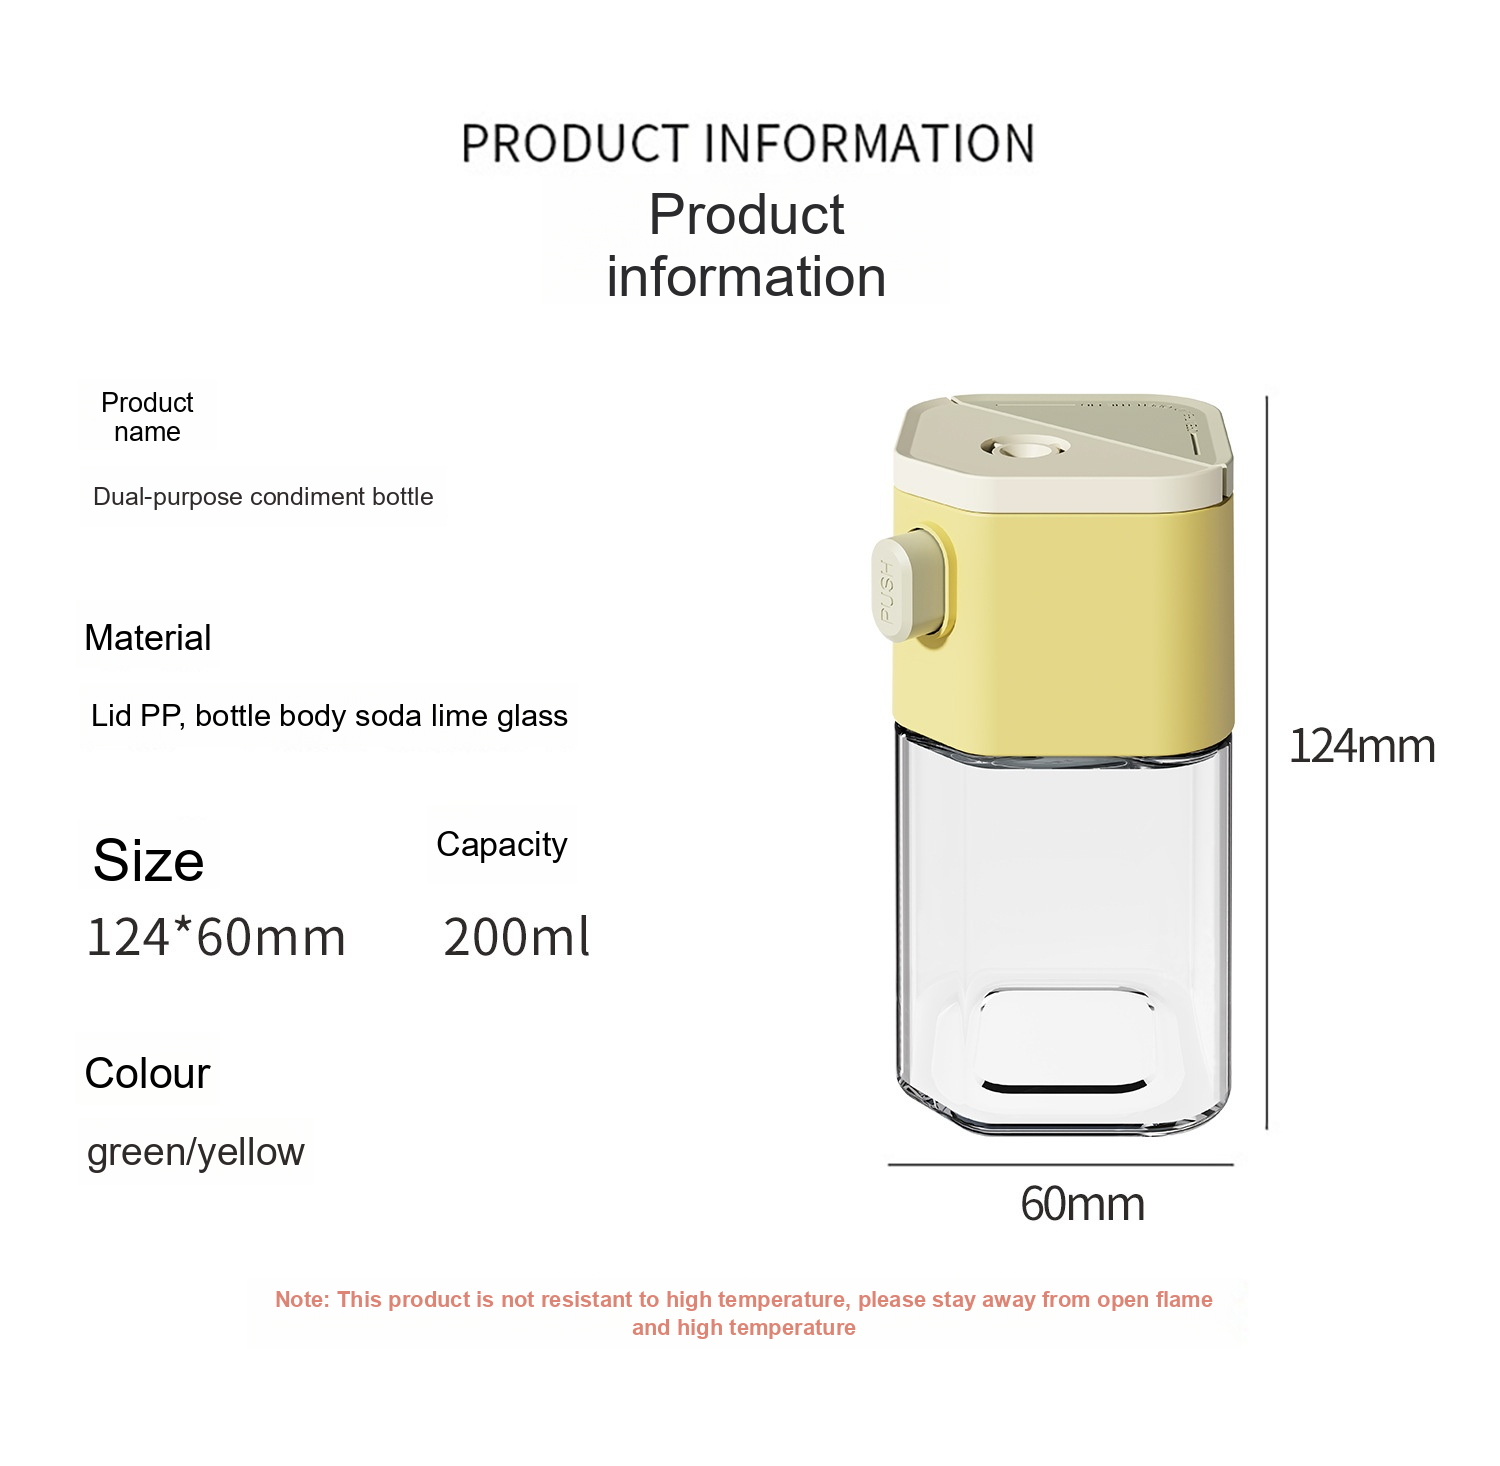 PRODUCT INFORMATION
Product
information
Product
name
Dual-purpose condiment bottle
Material
Lid PP, bottle body soda lime glass
Size
Capacity
124*60mm
200ml
Colour
green/yellow
PUSH
124mm
60mm
Note: This product is not resistant to high temperature, please stay away from open flame
and high temperature